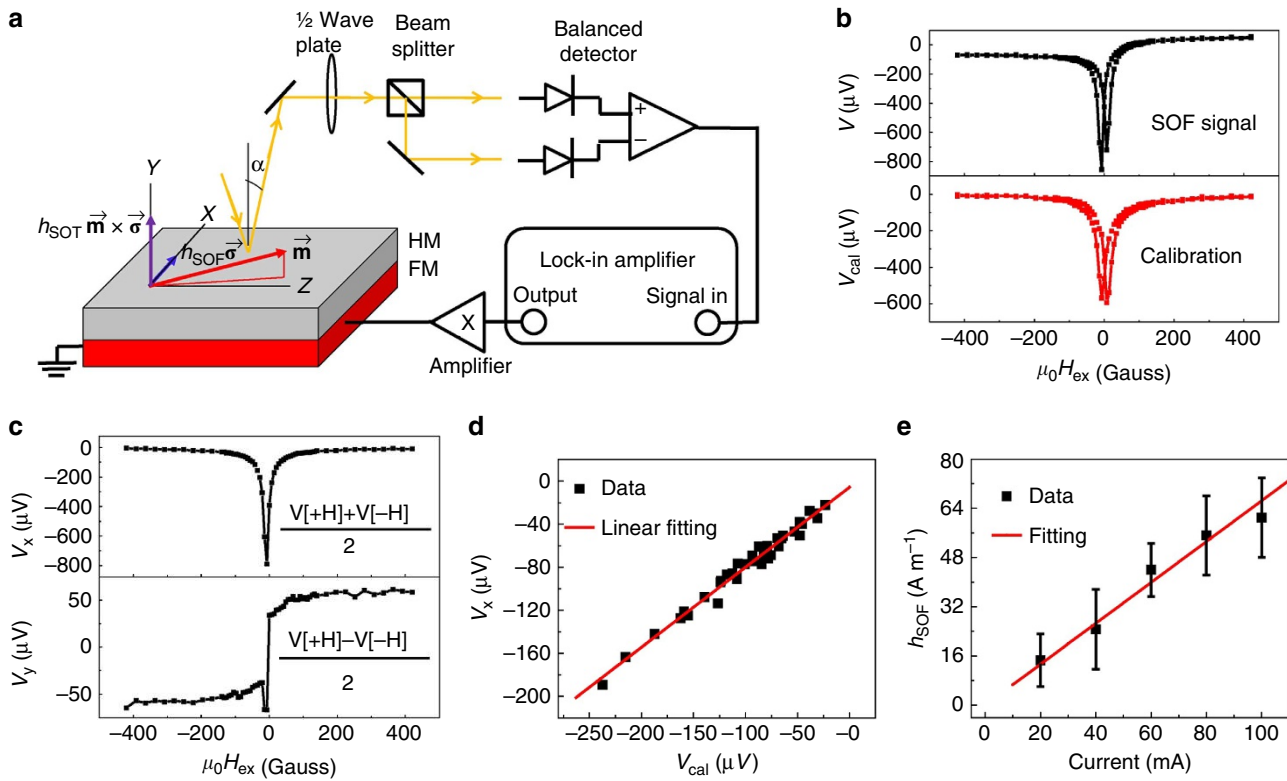 a
½ Wave
plate
Beam
splitter
Balanced
detector
+
−
α
Y
X
Z
h_SOT m⃗ × σ⃗
h_SOF σ⃗
m⃗
HM
FM
Lock-in amplifier
Output
Signal in
X
Amplifier
b
0
−200
−400
−600
−800
V (μV)
SOF signal
0
−200
−400
−600
V_cal (μV)
Calibration
−400
−200
0
200
400
μ₀H_ex (Gauss)
c
0
−200
−400
−600
−800
V_x (μV)
V[+H]+V[−H]
2
50
0
−50
V_y (μV)
V[+H]−V[−H]
2
−400
−200
0
200
400
μ₀H_ex (Gauss)
d
0
−40
−80
−120
−160
−200
V_x (μV)
Data
Linear fitting
−250
−200
−150
−100
−50
0
V_cal (μV)
e
80
64
48
32
16
0
h_SOF (A m⁻¹)
Data
Fitting
0
20
40
60
80
100
Current (mA)